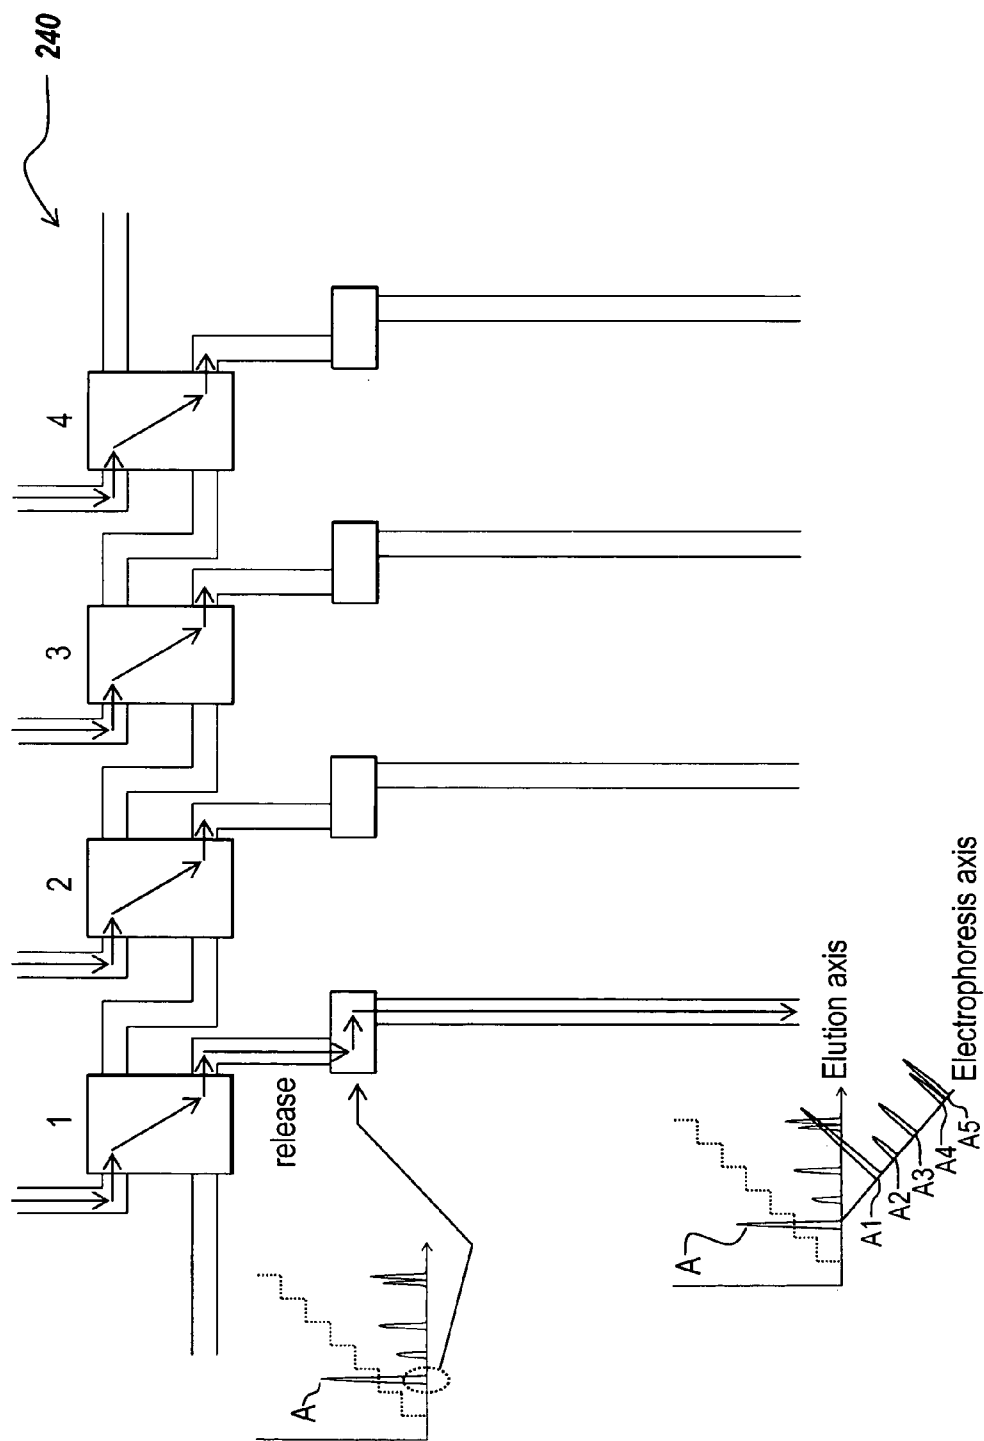 240
1
2
3
4
release
A
A
Elution axis
A1
A2
A3
A4
A5
Electrophoresis axis